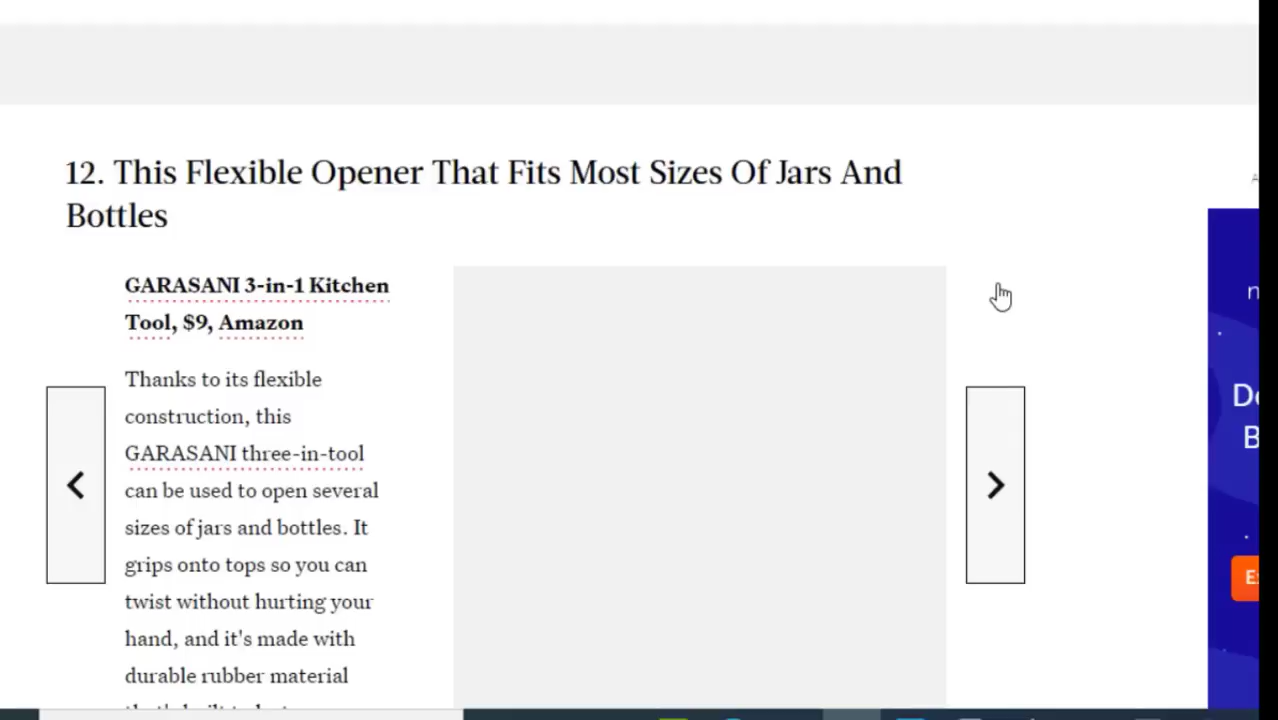 12. This Flexible Opener That Fits Most Sizes Of Jars And
Bottles
GARASANI 3-in-1 Kitchen
Tool, $9, Amazon
Thanks to its flexible
construction, this
GARASANI three-in-tool
can be used to open several
sizes of jars and bottles. It
grips onto tops so you can
twist without hurting your
hand, and it's made with
durable rubber material